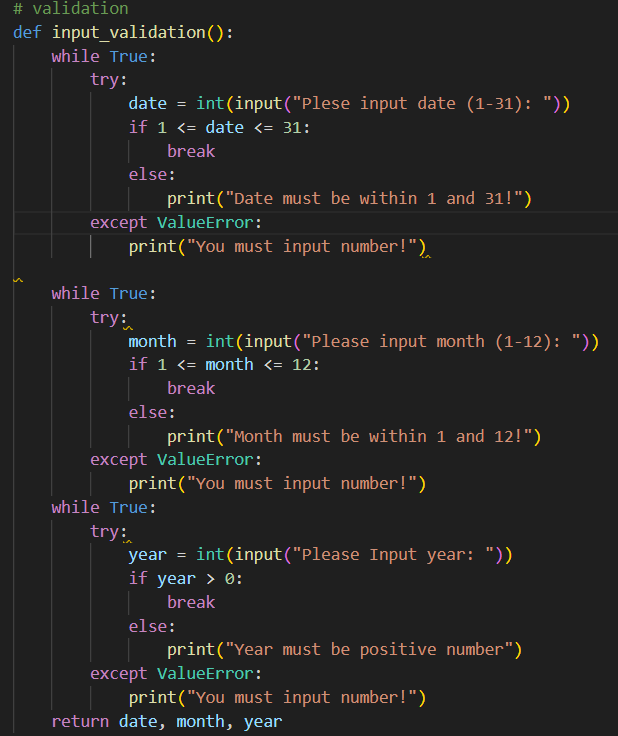 # validation
def input_validation():
    while True:
        try:
            date = int(input("Plese input date (1-31): "))
            if 1 <= date <= 31:
                break
            else:
                print("Date must be within 1 and 31!")
        except ValueError:
            print("You must input number!")

    while True:
        try:
            month = int(input("Please input month (1-12): "))
            if 1 <= month <= 12:
                break
            else:
                print("Month must be within 1 and 12!")
        except ValueError:
            print("You must input number!")
    while True:
        try:
            year = int(input("Please Input year: "))
            if year > 0:
                break
            else:
                print("Year must be positive number")
        except ValueError:
            print("You must input number!")
    return date, month, year